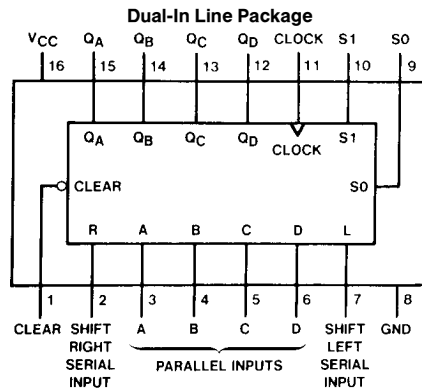 Dual-In Line Package
VCC QA QB QC QD CLOCK S1 S0
16 15 14 13 12 11 10 9
QA QB QC QD CLOCK S1
CLEAR S0
R A B C D L
1 2 3 4 5 6 7 8
CLEAR SHIFT RIGHT SERIAL INPUT A B C D SHIFT LEFT SERIAL INPUT GND
PARALLEL INPUTS